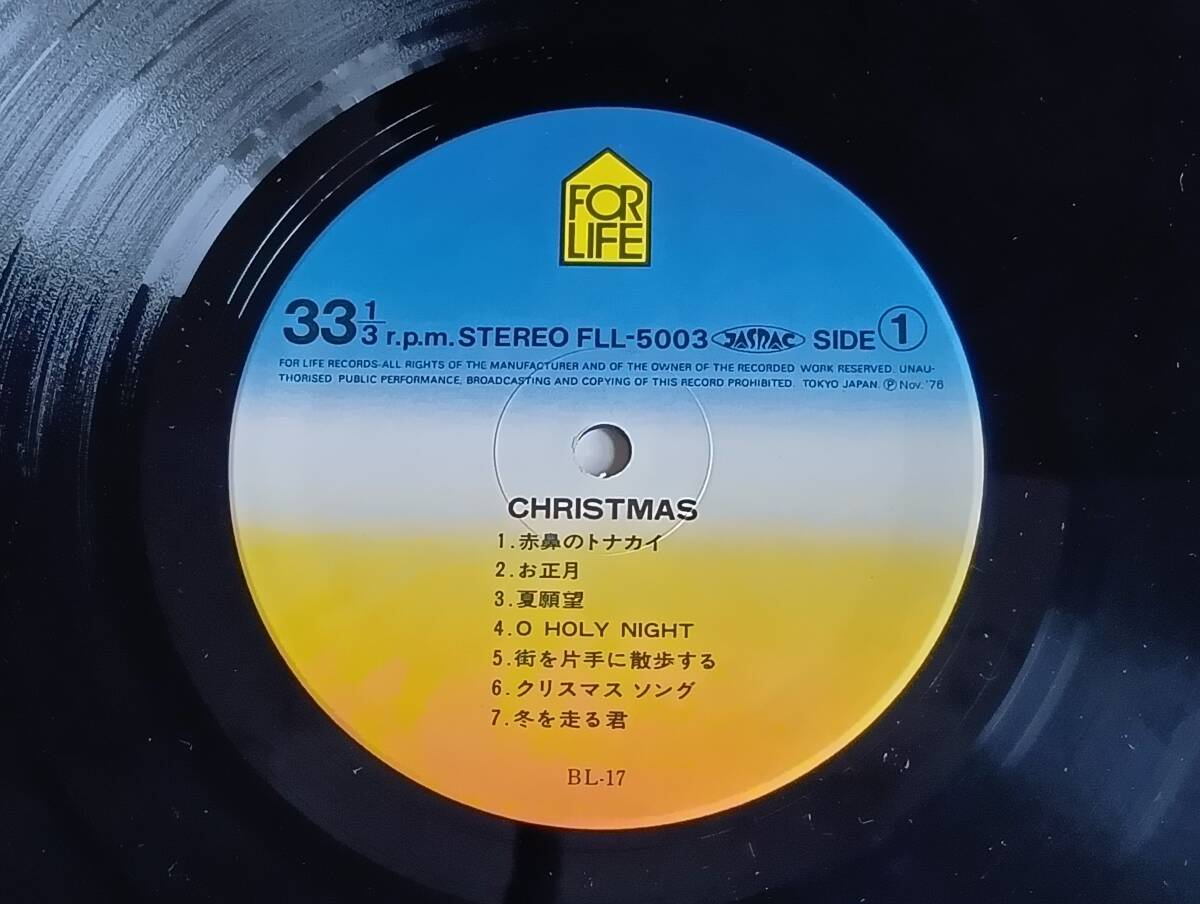 FOR
LIFE
33 1/3 r.p.m. STEREO FLL-5003 JASRAC SIDE 1
FOR LIFE RECORDS-ALL RIGHTS OF THE MANUFACTURER AND OF THE OWNER OF THE RECORDED WORK RESERVED. UNAU-
THORISED PUBLIC PERFORMANCE, BROADCASTING AND COPYING OF THIS RECORD PROHIBITED. TOKYO JAPAN. Ⓟ Nov. '76
CHRISTMAS
1.赤鼻のトナカイ
2.お正月
3.夏願望
4.O HOLY NIGHT
5.街を片手に散歩する
6.クリスマス ソング
7.冬を走る君
BL-17